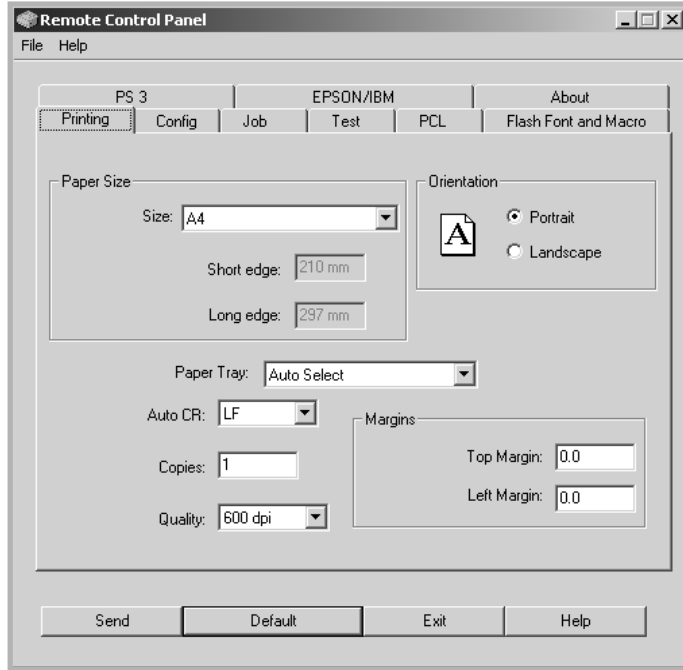 Remote Control Panel
File Help
PS 3 EPSON/IBM About
Printing Config Job Test PCL Flash Font and Macro
Paper Size
Size: A4
Short edge: 210 mm
Long edge: 297 mm
Orientation
A
Portrait
Landscape
Paper Tray: Auto Select
Auto CR: LF
Copies: 1
Quality: 600 dpi
Margins
Top Margin: 0.0
Left Margin: 0.0
Send Default Exit Help